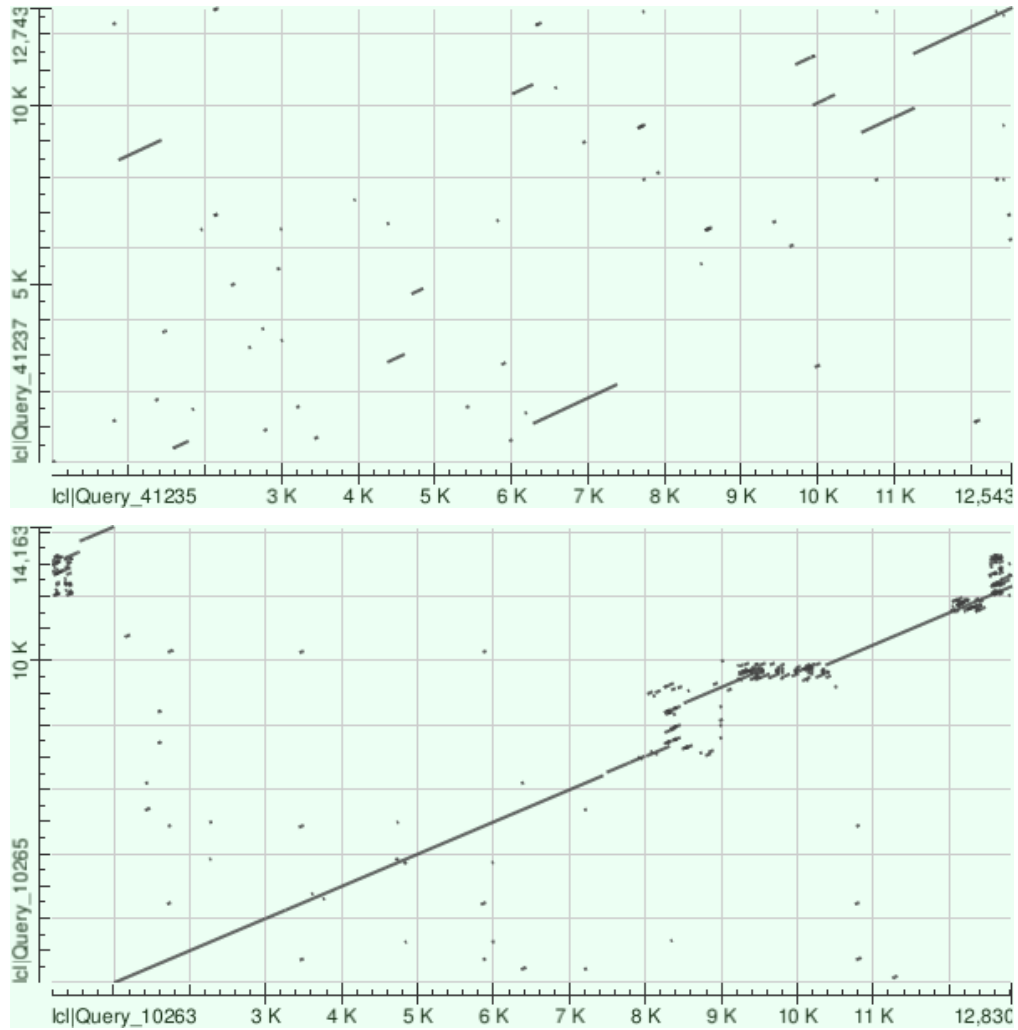 12,743
10 K
5 K
lcl|Query_41237
lcl|Query_41235 3 K 4 K 5 K 6 K 7 K 8 K 9 K 10 K 11 K 12,543
14,163
10 K
lcl|Query_10265
lcl|Query_10263 3 K 4 K 5 K 6 K 7 K 8 K 9 K 10 K 11 K 12,830